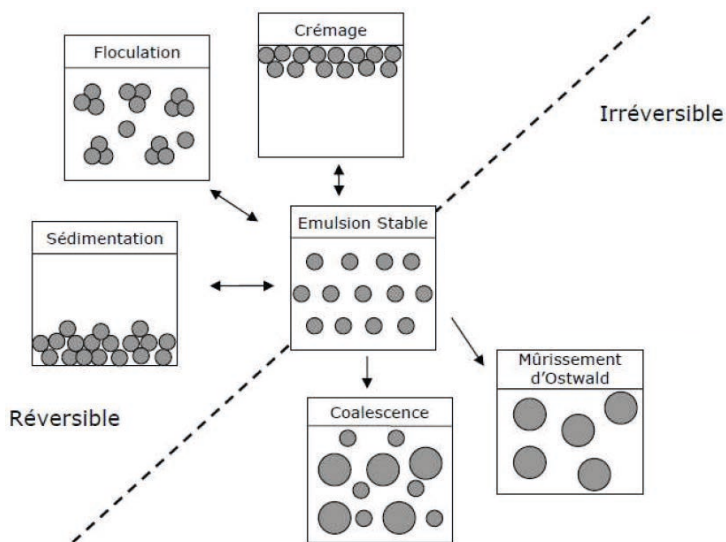 Crémage
Floculation
Irréversible
Emulsion Stable
Sédimentation
Mûrissement
d'Ostwald
Réversible
Coalescence